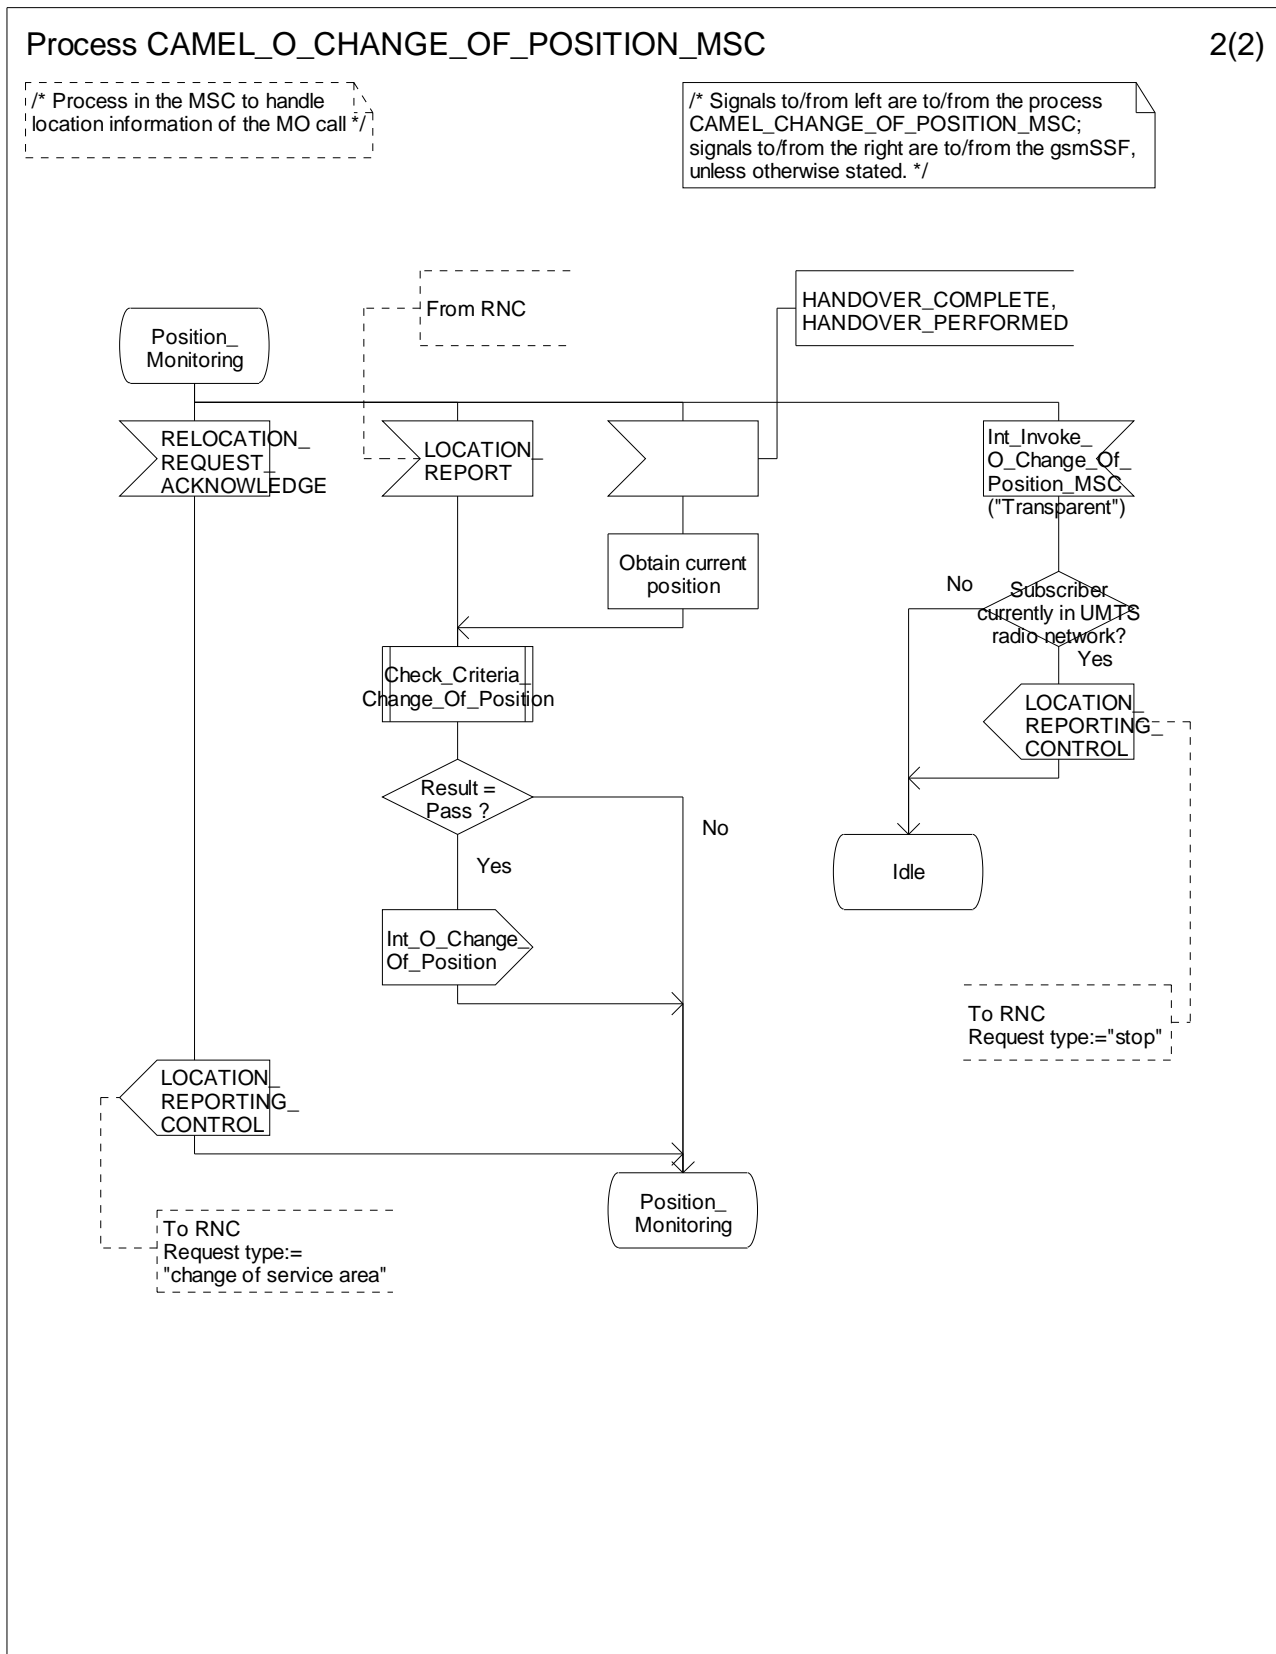 Process CAMEL_O_CHANGE_OF_POSITION_MSC
2(2)
/* Process in the MSC to handle
location information of the MO call */
/* Signals to/from left are to/from the process
CAMEL_CHANGE_OF_POSITION_MSC;
signals to/from the right are to/from the gsmSSF,
unless otherwise stated. */
From RNC
HANDOVER_COMPLETE,
HANDOVER_PERFORMED
Position_
Monitoring
RELOCATION_
REQUEST_
ACKNOWLEDGE
LOCATION_
REPORT
Int_Invoke_
O_Change_Of_
Position_MSC
("Transparent")
Obtain current
position
No
Subscriber
currently in UMTS
radio network?
Yes
Check_Criteria_
Change_Of_Position
LOCATION_
REPORTING_
CONTROL
Result =
Pass ?
No
Yes
Idle
Int_O_Change_
Of_Position
To RNC
Request type:="stop"
LOCATION_
REPORTING_
CONTROL
Position_
Monitoring
To RNC
Request type:=
"change of service area"